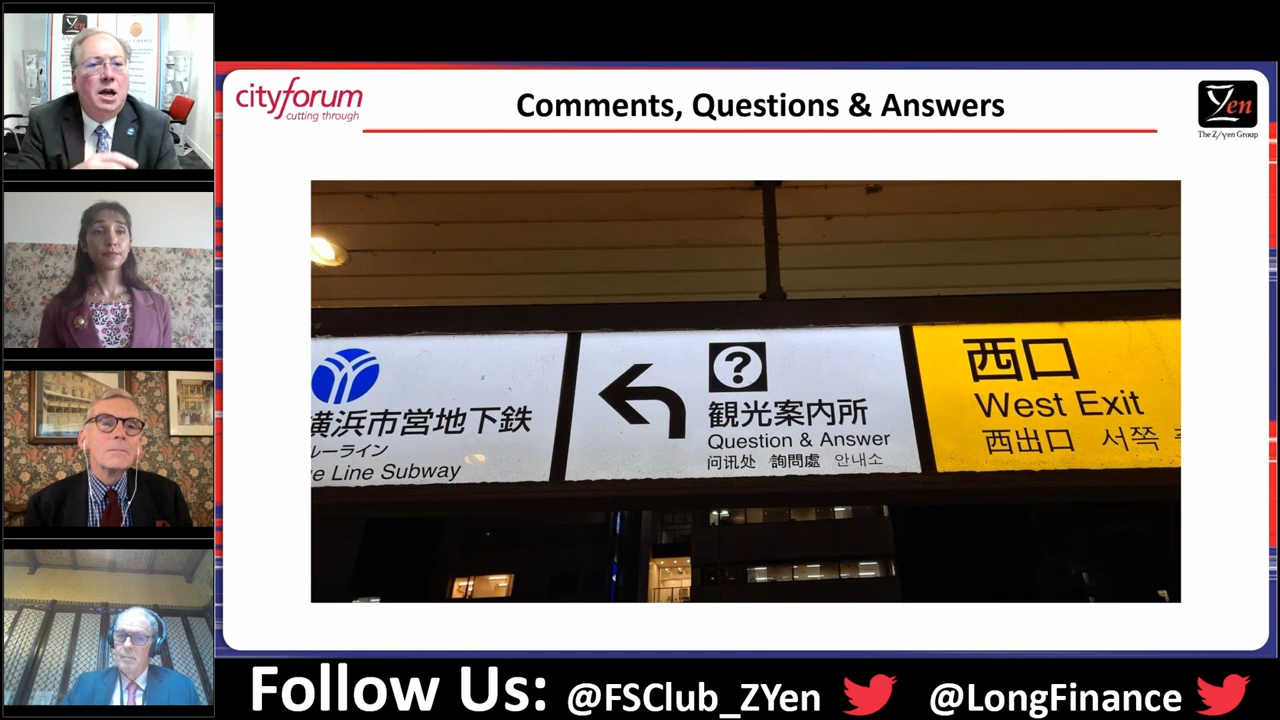 cityforum
cutting through
Comments, Questions & Answers
Z/Yen
The Z/Yen Group
横浜市営地下鉄
ルーライン
e Line Subway
?
観光案内所
Question & Answer
问讯处 詢問處 안내소
西口
West Exit
西出口 서쪽
Follow Us: @FSClub_ZYen @LongFinance